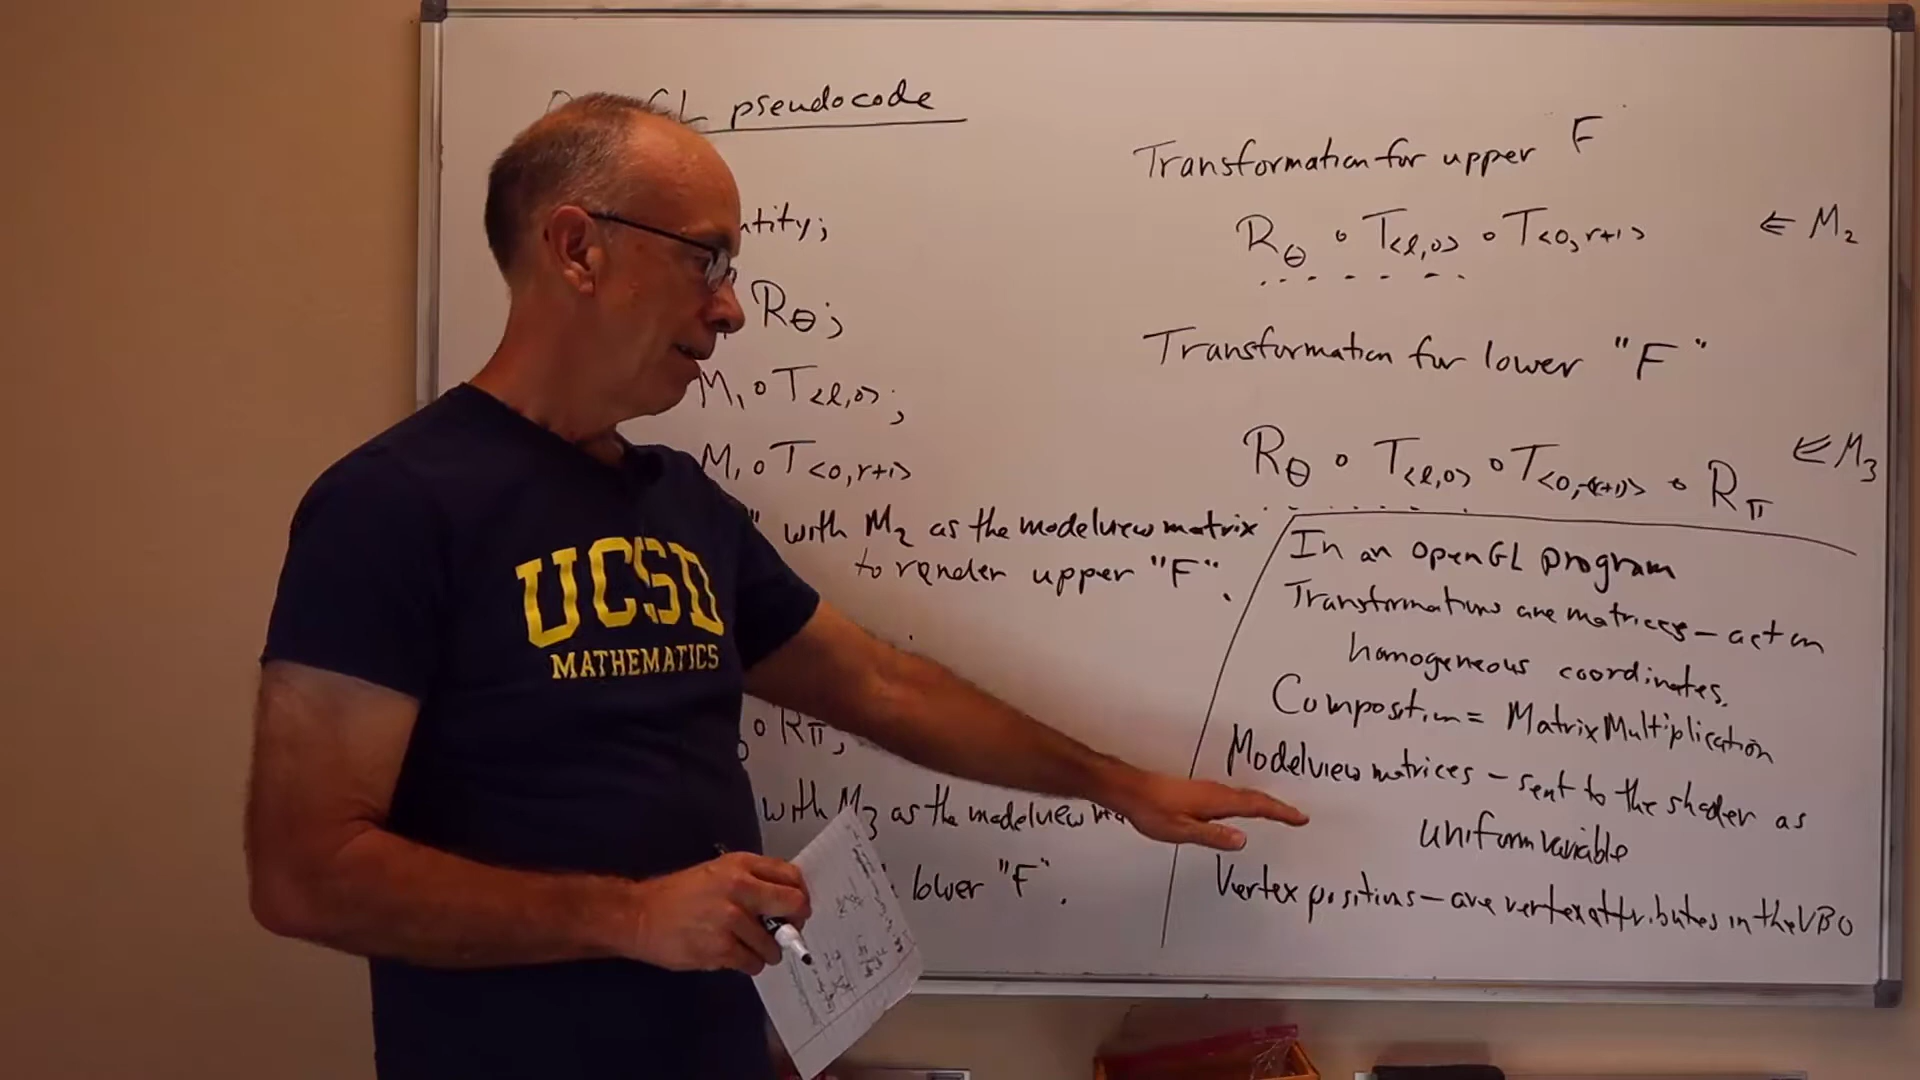 GL pseudocode
ntity;
Rθ;
M₁ ∘ T<ℓ,0>;
M₁ ∘ T<0,r+1>
" with M₂ as the modelview matrix
to render upper "F".
∘ Rπ;
with M₃ as the modelview
lower "F".
Transformation for upper F
Rθ ∘ T<ℓ,0> ∘ T<0,r+1> ⇐ M₂
Transformation for lower "F"
Rθ ∘ T<ℓ,0> ∘ T<0,-(r+1)> ∘ Rπ ⇐ M₃
In an OpenGL program
Transformations are matrices – act on
homogeneous coordinates.
Composition = Matrix Multiplication
Modelview matrices – sent to the shader as
uniform variable
Vertex positions – are vertex attributes in the VBO
UCSD
MATHEMATICS